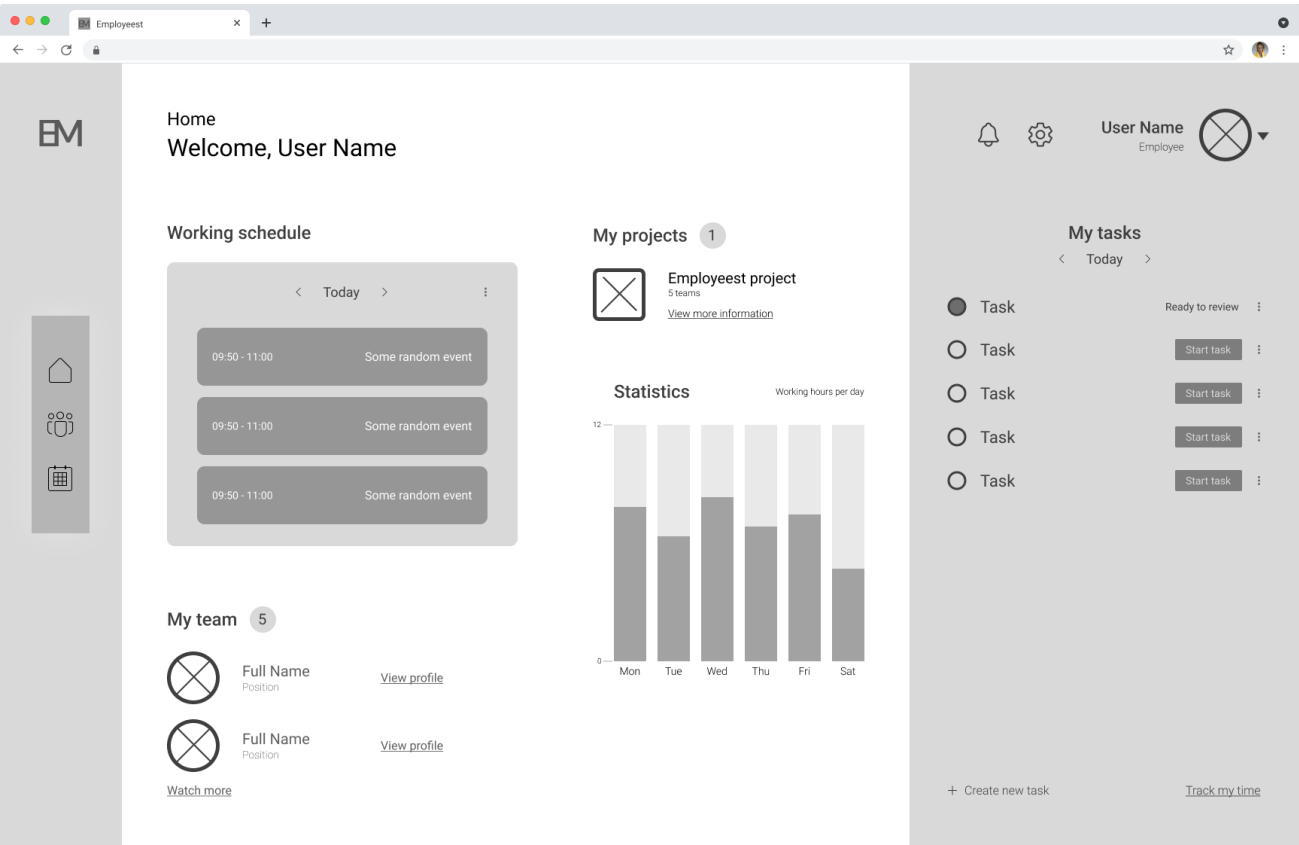 EM Employeest
EM
Home
Welcome, User Name
User Name
Employee
Working schedule
Today
09:50 - 11:00 Some random event
09:50 - 11:00 Some random event
09:50 - 11:00 Some random event
My team 5
Full Name
Position
View profile
Full Name
Position
View profile
Watch more
My projects 1
Employeest project
5 teams
View more information
Statistics
Working hours per day
12
0
Mon Tue Wed Thu Fri Sat
My tasks
Today
Task Ready to review
Task Start task
Task Start task
Task Start task
Task Start task
+ Create new task
Track my time